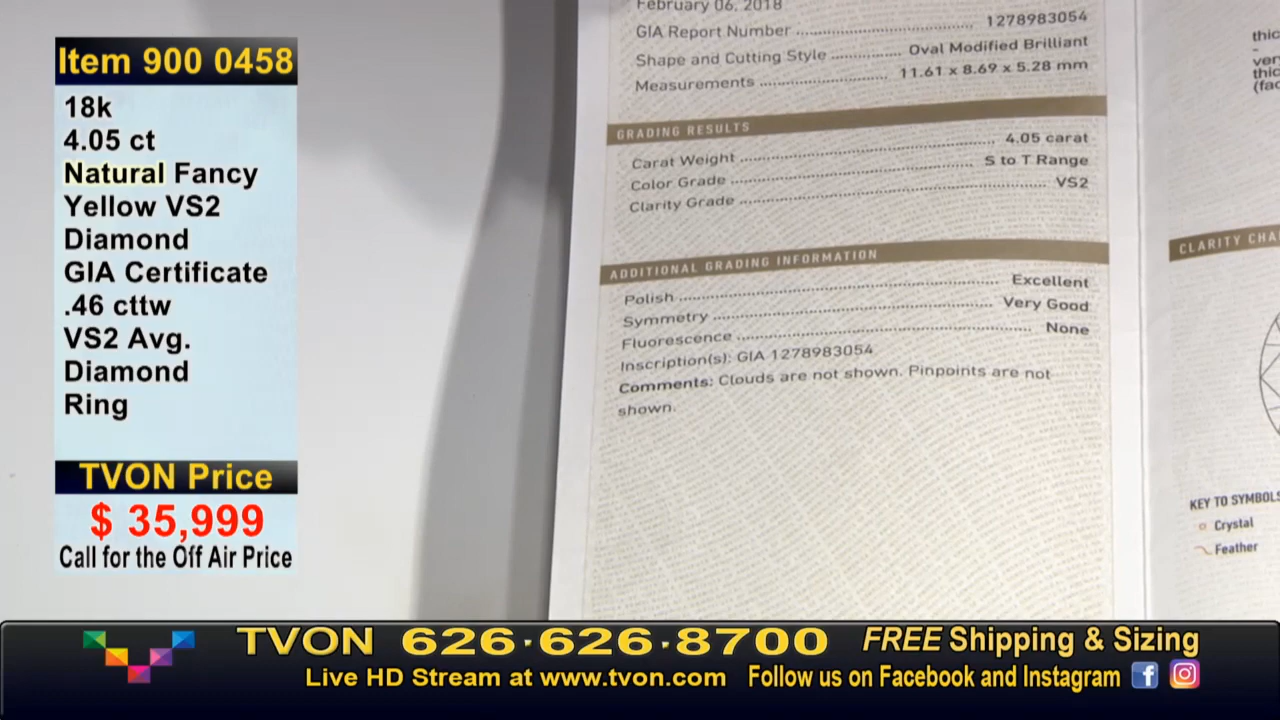 Item 900 0458
18k
4.05 ct
Natural Fancy
Yellow VS2
Diamond
GIA Certificate
.46 cttw
VS2 Avg.
Diamond
Ring
TVON Price
$ 35,999
Call for the Off Air Price
February 06, 2018
GIA Report Number 1278983054
Shape and Cutting Style Oval Modified Brilliant
Measurements 11.61 x 8.69 x 5.28 mm
GRADING RESULTS
Carat Weight 4.05 carat
Color Grade S to T Range
Clarity Grade VS2
ADDITIONAL GRADING INFORMATION
Polish Excellent
Symmetry Very Good
Fluorescence None
Inscription(s): GIA 1278983054
Comments: Clouds are not shown. Pinpoints are not
shown.
CLARITY CHA
KEY TO SYMBOLS
Crystal
Feather
TVON 626·626·8700 FREE Shipping & Sizing
Live HD Stream at www.tvon.com Follow us on Facebook and Instagram